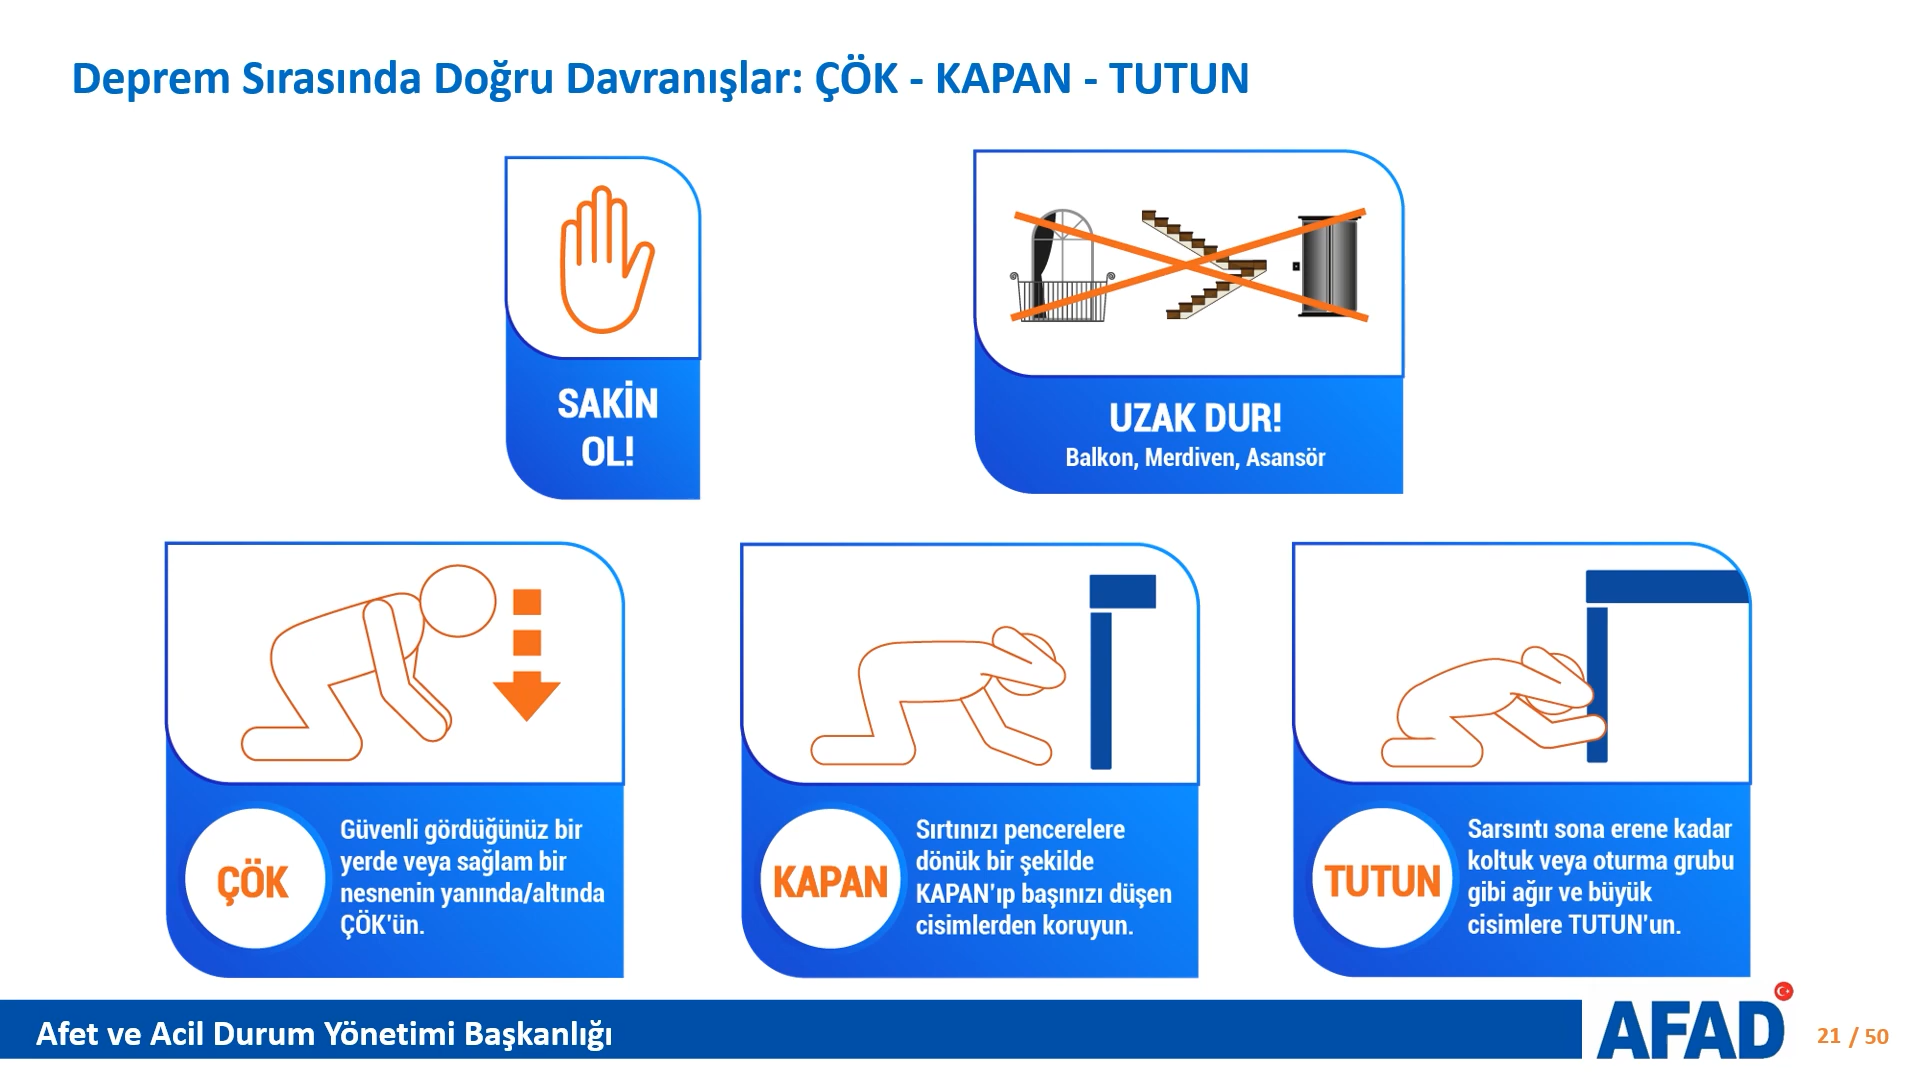 Deprem Sırasında Doğru Davranışlar: ÇÖK - KAPAN - TUTUN
SAKİN
OL!
UZAK DUR!
Balkon, Merdiven, Asansör
ÇÖK
Güvenli gördüğünüz bir
yerde veya sağlam bir
nesnenin yanında/altında
ÇÖK'ün.
KAPAN
Sırtınızı pencerelere
dönük bir şekilde
KAPAN'ıp başınızı düşen
cisimlerden koruyun.
TUTUN
Sarsıntı sona erene kadar
koltuk veya oturma grubu
gibi ağır ve büyük
cisimlere TUTUN'un.
Afet ve Acil Durum Yönetimi Başkanlığı
AFAD
21 / 50